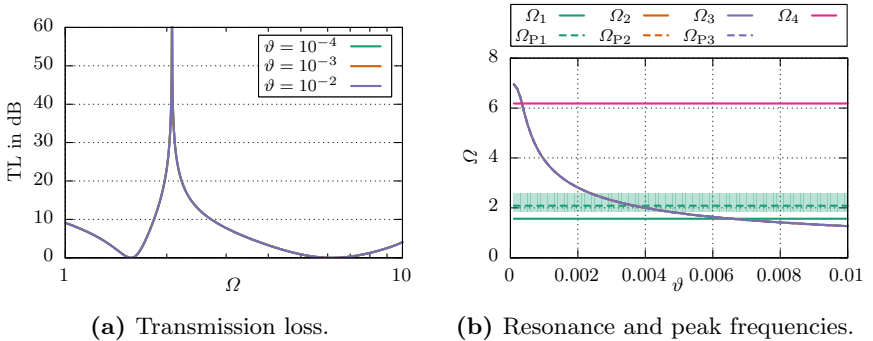 60
50
40
30
20
10
0
TL in dB
1
Ω
10
ϑ = 10⁻⁴
ϑ = 10⁻³
ϑ = 10⁻²
(a) Transmission loss.
Ω₁ Ω₂ Ω₃ Ω₄
Ω_P1 Ω_P2 Ω_P3
8
6
4
2
0
Ω
0 0.002 0.004 0.006 0.008 0.01
ϑ
(b) Resonance and peak frequencies.